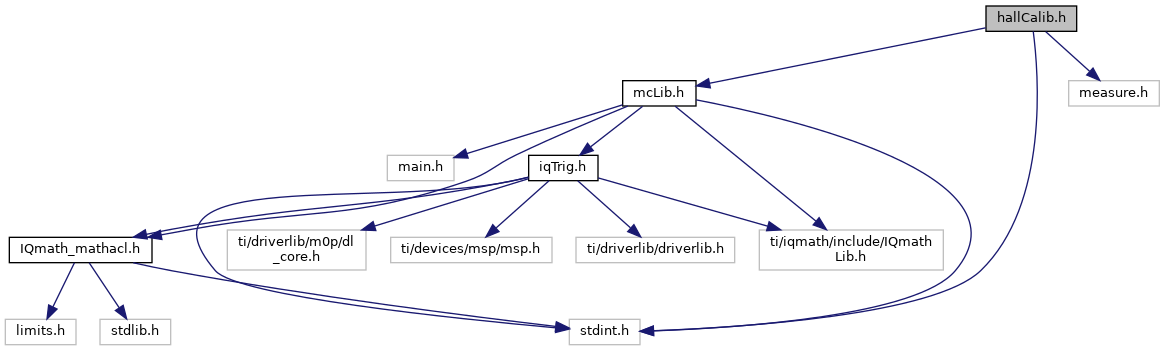 hallCalib.h
mcLib.h
measure.h
main.h
iqTrig.h
IQmath_mathacl.h
ti/driverlib/m0p/dl
_core.h
ti/devices/msp/msp.h
ti/driverlib/driverlib.h
ti/iqmath/include/IQmath
Lib.h
limits.h
stdlib.h
stdint.h